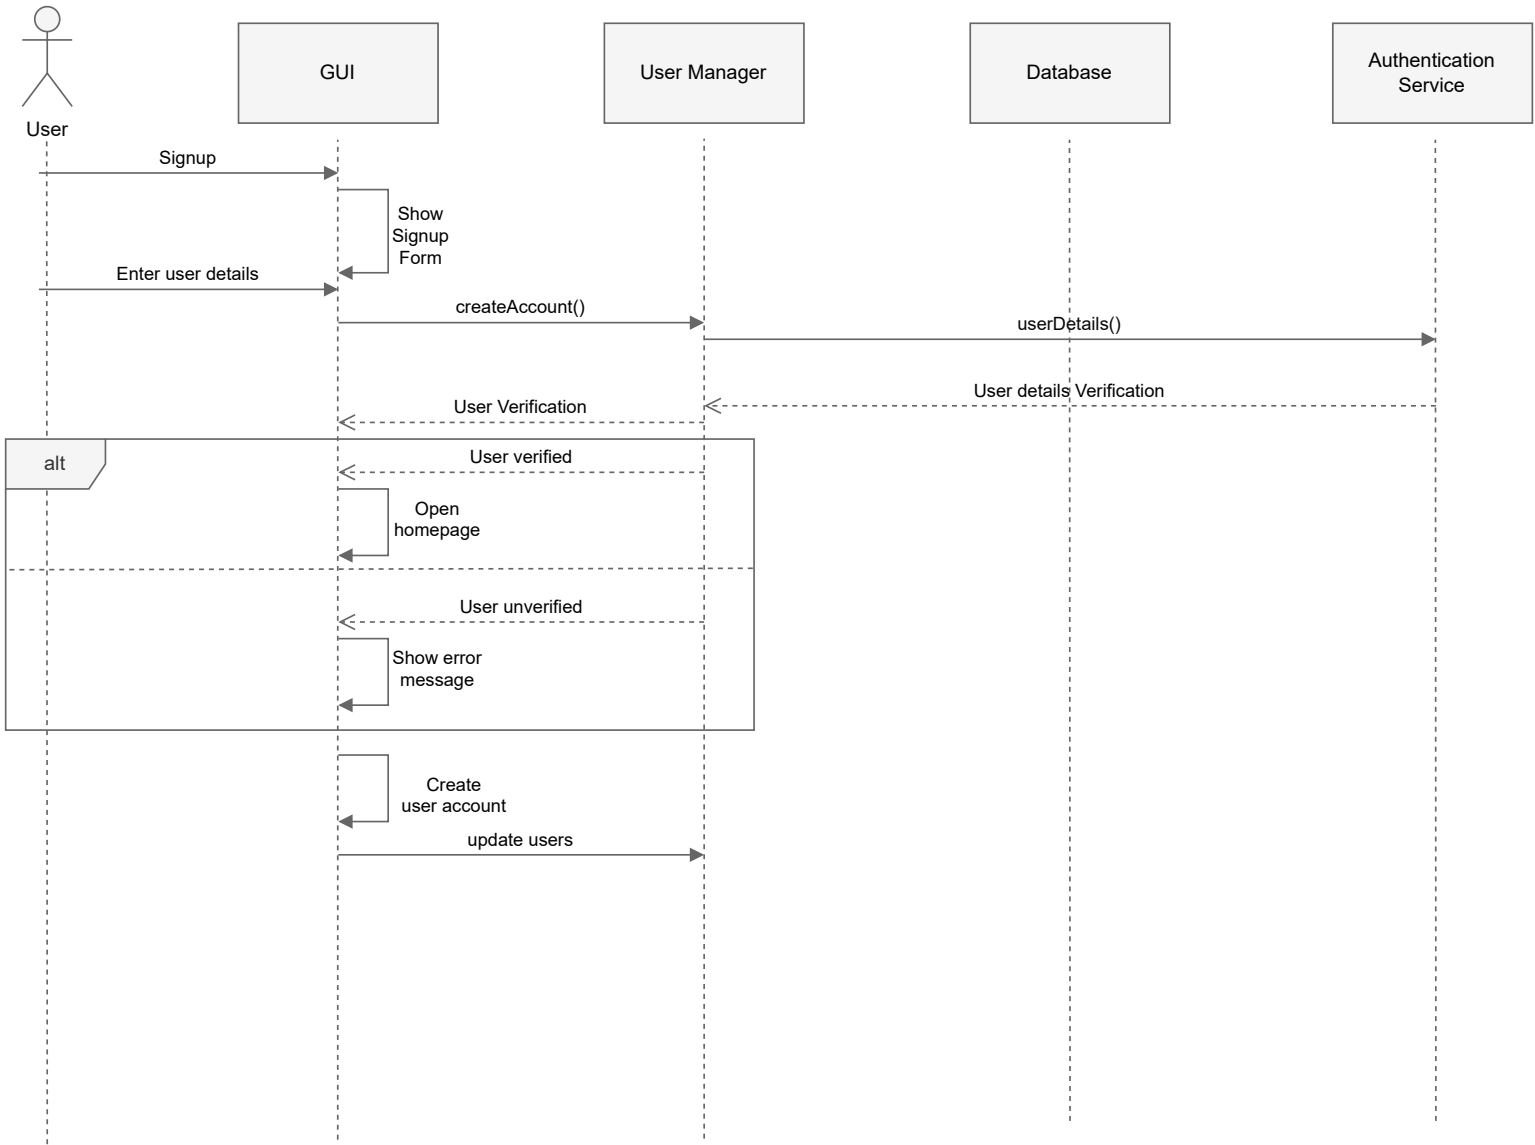 User
GUI
User Manager
Database
Authentication
Service
Signup
Show
Signup
Form
Enter user details
createAccount()
userDetails()
User details Verification
User Verification
alt
User verified
Open
homepage
User unverified
Show error
message
Create
user account
update users